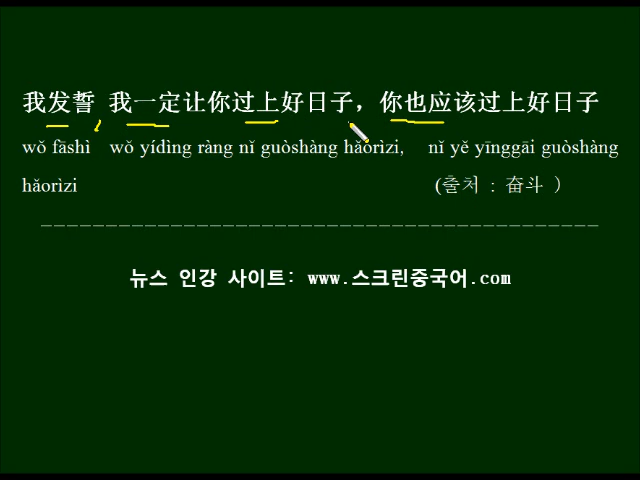 我发誓 我一定让你过上好日子，你也应该过上好日子
wǒ fāshì wǒ yídìng ràng nǐ guòshàng hǎorìzi, nǐ yě yīnggāi guòshàng
hǎorìzi (출처 : 奋斗 )
뉴스 인강 사이트: www.스크린중국어.com